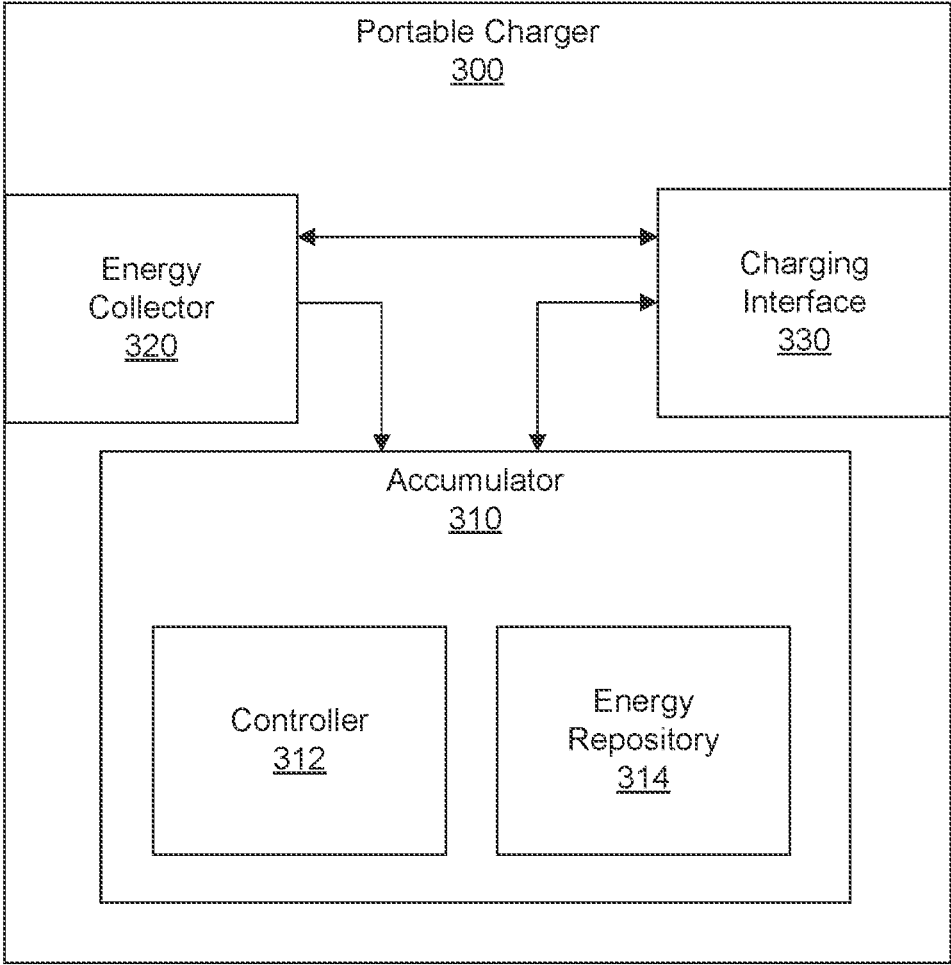 Portable Charger
300
Energy
Collector
320
Charging
Interface
330
Accumulator
310
Controller
312
Energy
Repository
314